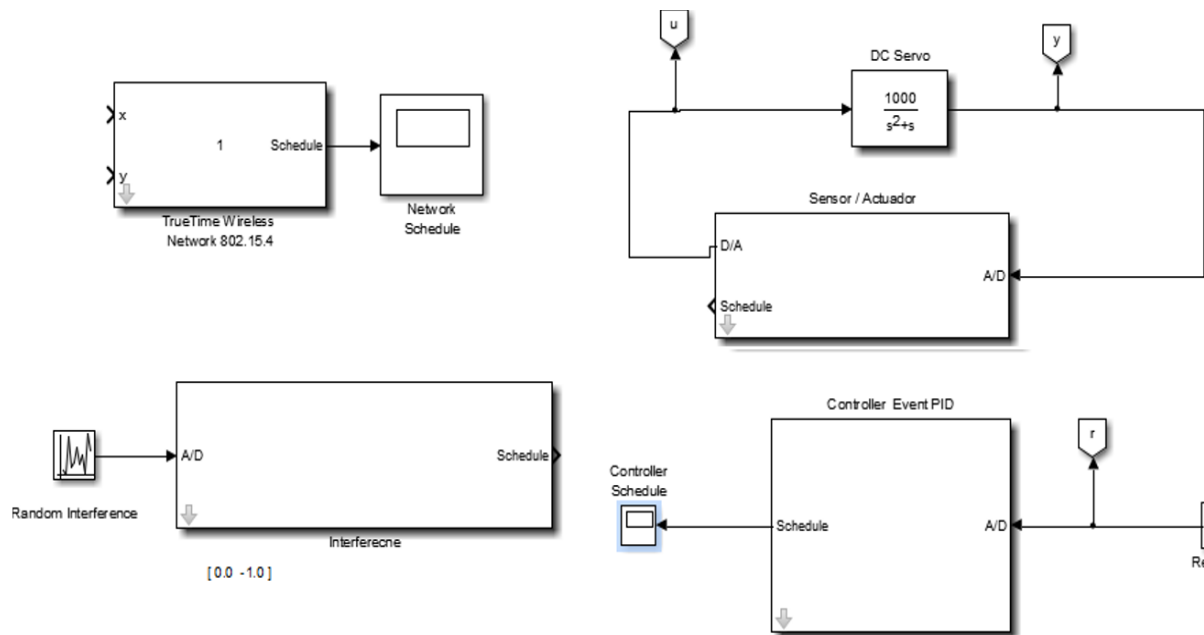 x
1
Schedule
y
TrueTime Wireless
Network 802.15.4
Network
Schedule
u
y
DC Servo
1000
s²+s
Sensor / Actuador
D/A
A/D
Schedule
A/D
Schedule
Random Interference
Interferecne
[ 0.0 -1.0 ]
Controller Event PID
r
Controller
Schedule
Schedule
A/D
Re